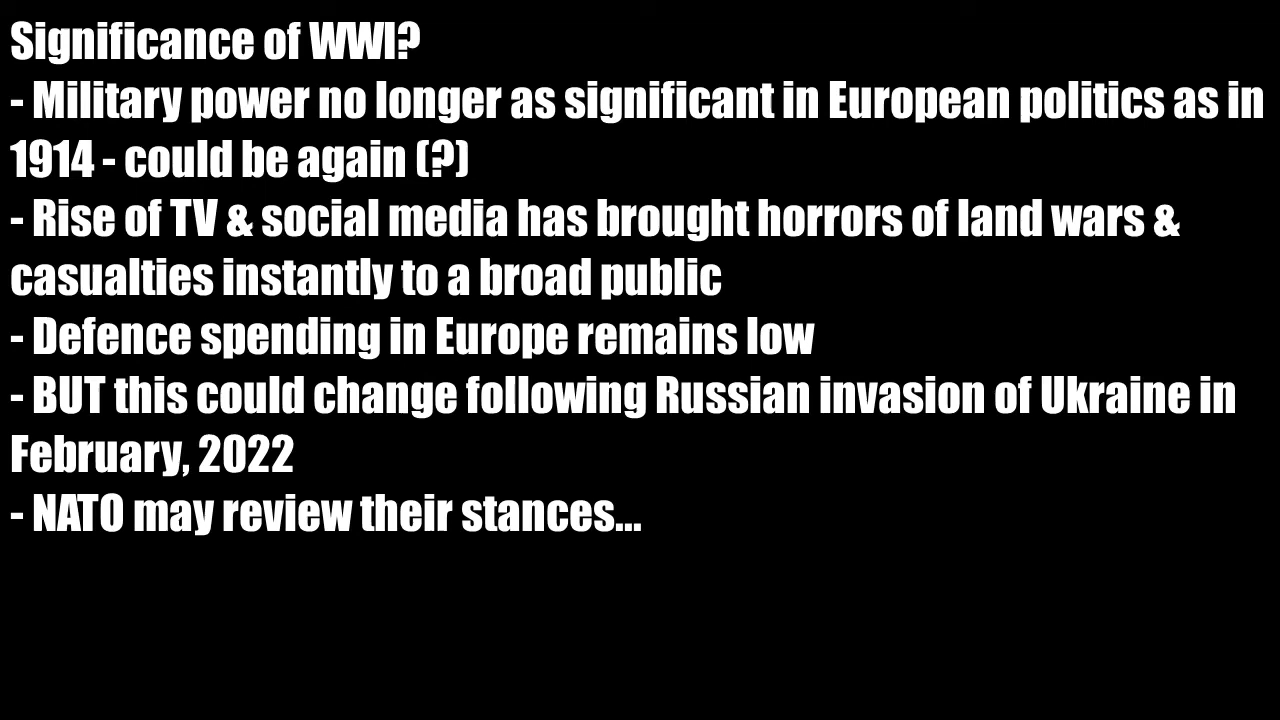 Significance of WWI?
- Military power no longer as significant in European politics as in
1914 - could be again (?)
- Rise of TV & social media has brought horrors of land wars &
casualties instantly to a broad public
- Defence spending in Europe remains low
- BUT this could change following Russian invasion of Ukraine in
February, 2022
- NATO may review their stances...